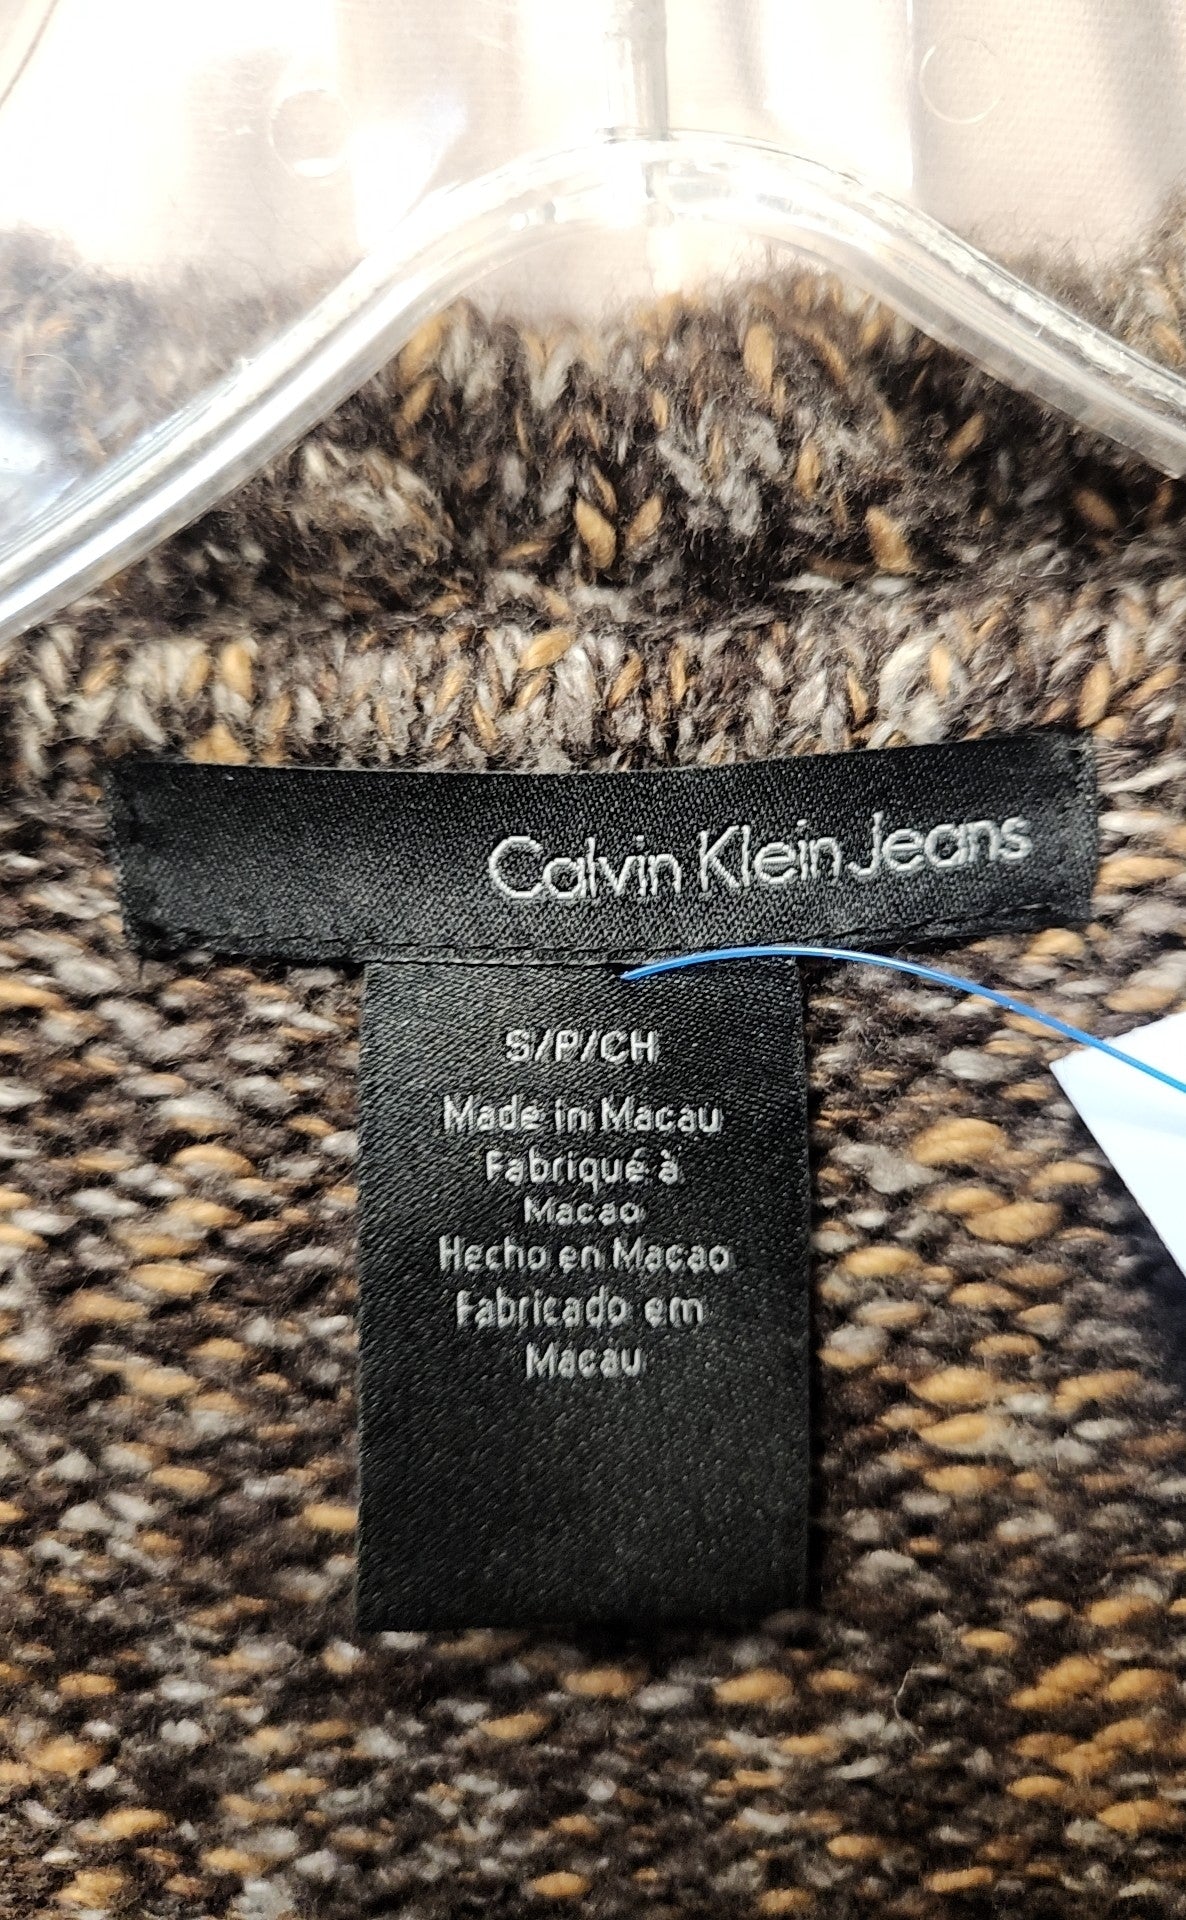 Calvin Klein Jeans
S/P/CH
Made in Macau
Fabriqué à
Macao
Hecho en Macao
Fabricado em
Macau